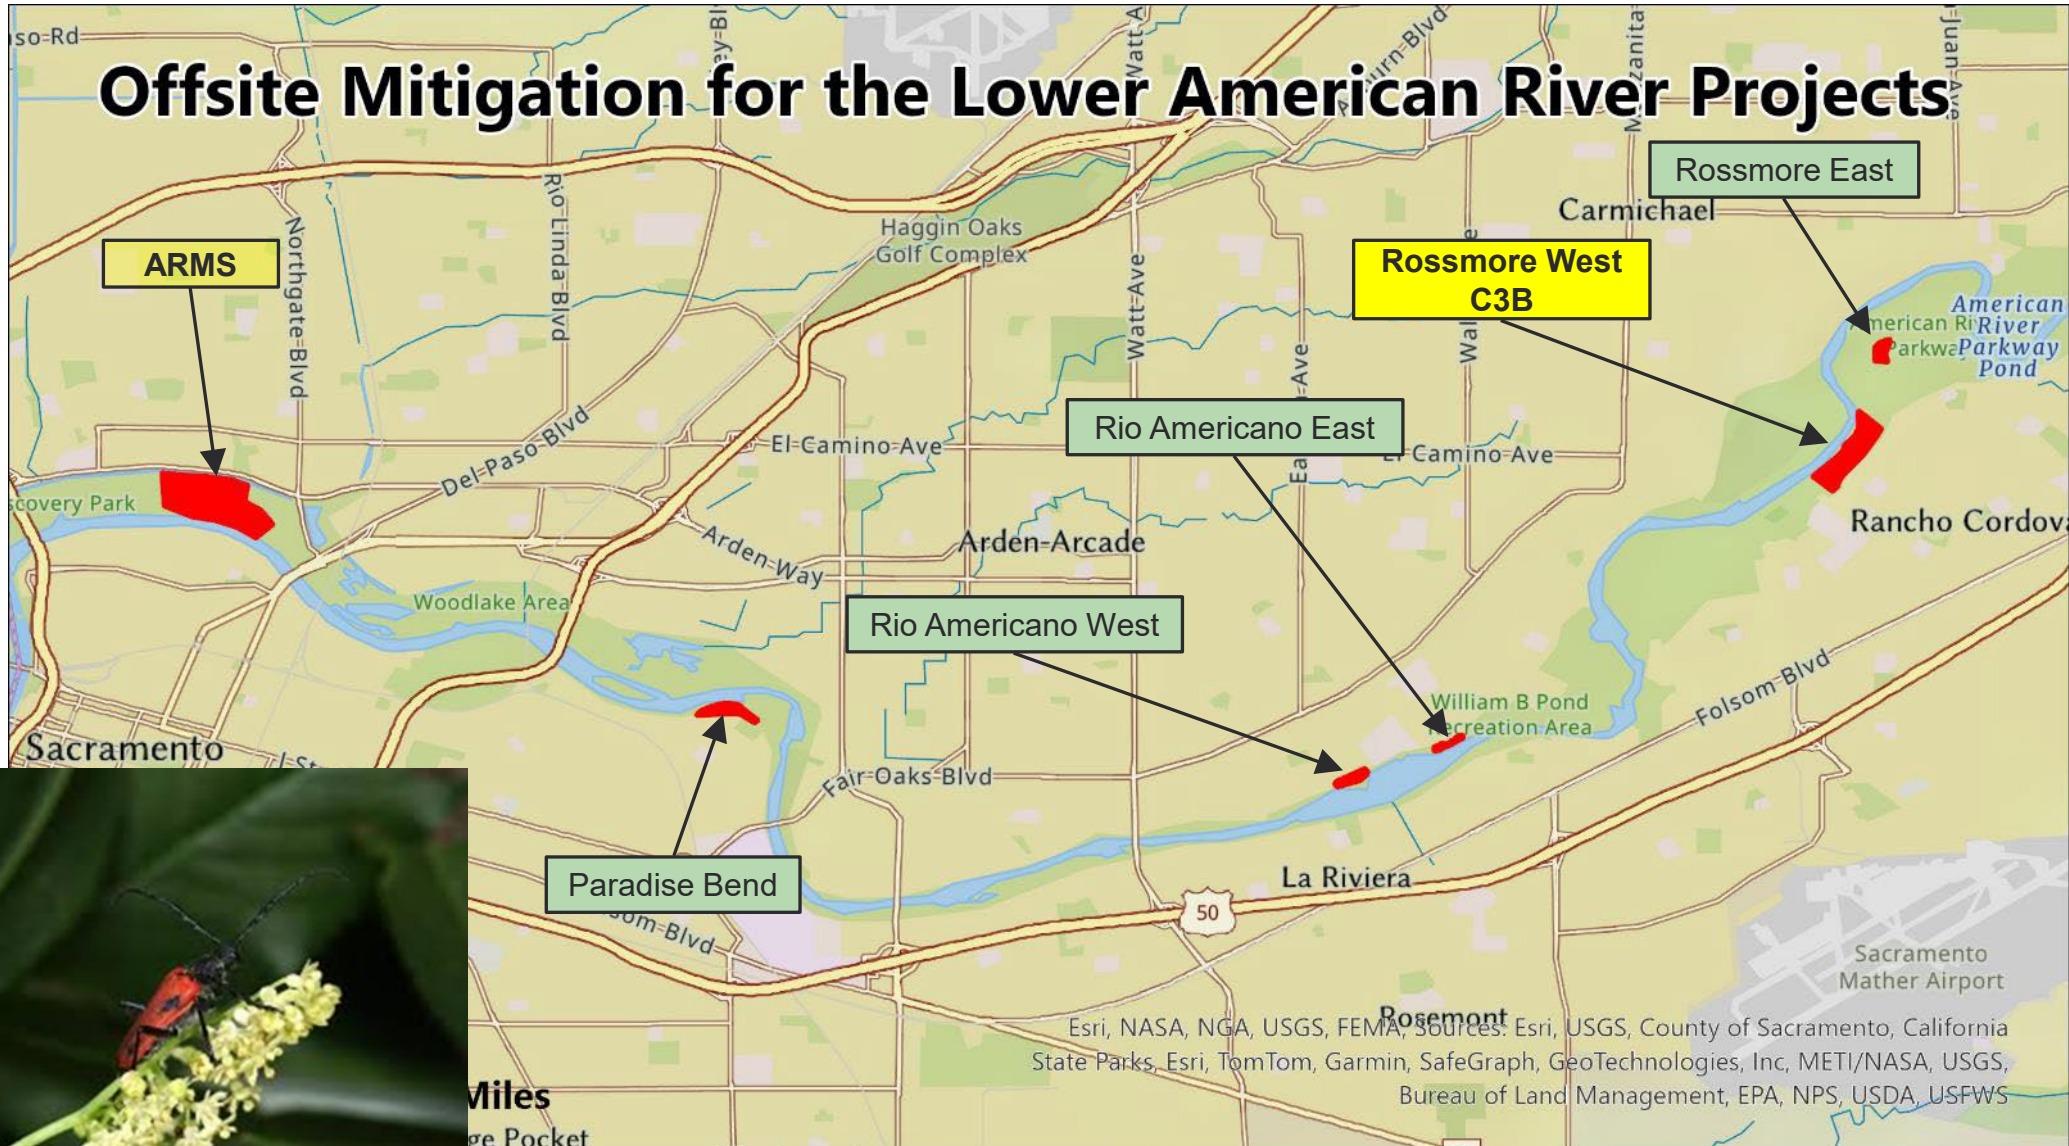 Offsite Mitigation for the Lower American River Projects
Rossmore East
Carmichael
Haggin Oaks
Golf Complex
ARMS
Rossmore West
C3B
Northgate Blvd
Rio Linda Blvd
Watt Ave
American
River
Parkway
Pond
Rio Americano East
El Camino Ave
Camino Ave
Del Paso Blvd
Rancho Cordova
Arden Way
Arden-Arcade
Woodlake Area
Rio Americano West
William B Pond
Recreation Area
Folsom Blvd
Sacramento
Fair Oaks Blvd
Paradise Bend
La Riviera
50
Blvd
Sacramento
Mather Airport
Rosemont
Esri, NASA, NGA, USGS, FEMA, Sources: Esri, USGS, County of Sacramento, California
State Parks, Esri, TomTom, Garmin, SafeGraph, GeoTechnologies, Inc, METI/NASA, USGS,
Bureau of Land Management, EPA, NPS, USDA, USFWS
Miles
Pocket